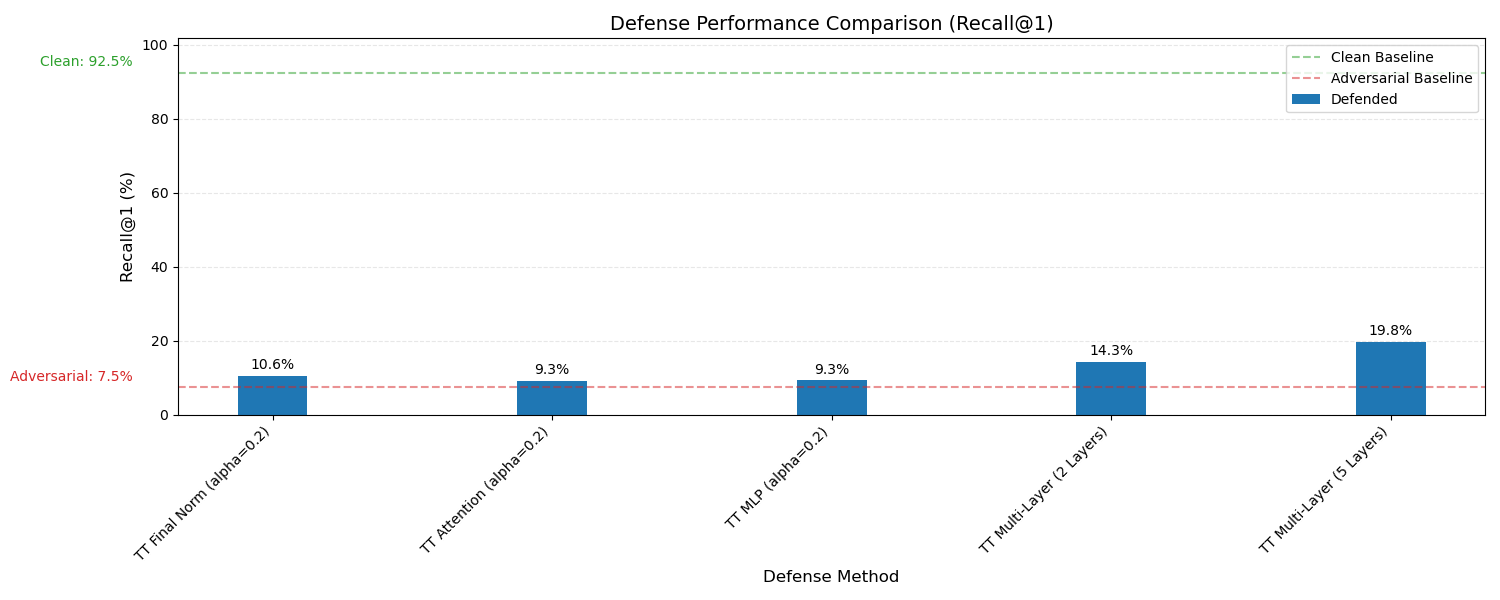 Defense Performance Comparison (Recall@1)
Clean: 92.5%
Adversarial: 7.5%
Recall@1 (%)
100
80
60
40
20
0
Clean Baseline
Adversarial Baseline
Defended
10.6%
9.3%
9.3%
14.3%
19.8%
TT Final Norm (alpha=0.2)
TT Attention (alpha=0.2)
TT MLP (alpha=0.2)
TT Multi-Layer (2 Layers)
TT Multi-Layer (5 Layers)
Defense Method